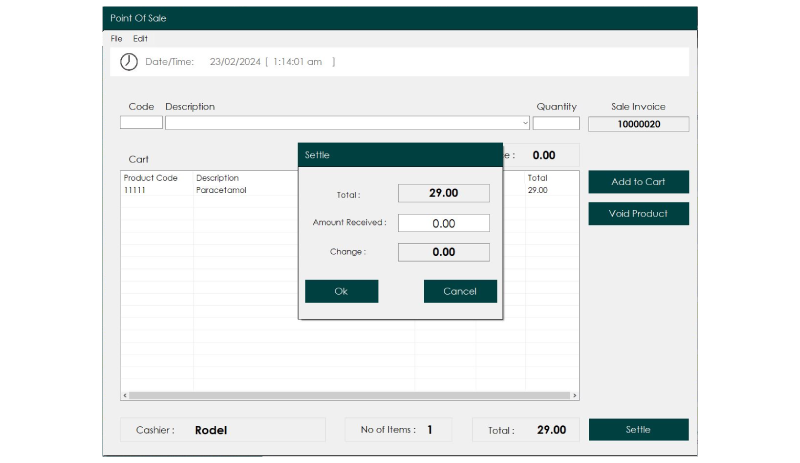 Point Of Sale
File Edit
Date/Time: 23/02/2024 [ 1:14:01 am ]
Code Description Quantity Sale Invoice
10000020
Settle
e : 0.00
Cart
Product Code Description Total
11111 Paracetamol 29.00
Add to Cart
Void Product
Total : 29.00
Amount Received : 0.00
Change : 0.00
Ok Cancel
Cashier : Rodel No of Items : 1 Total : 29.00 Settle